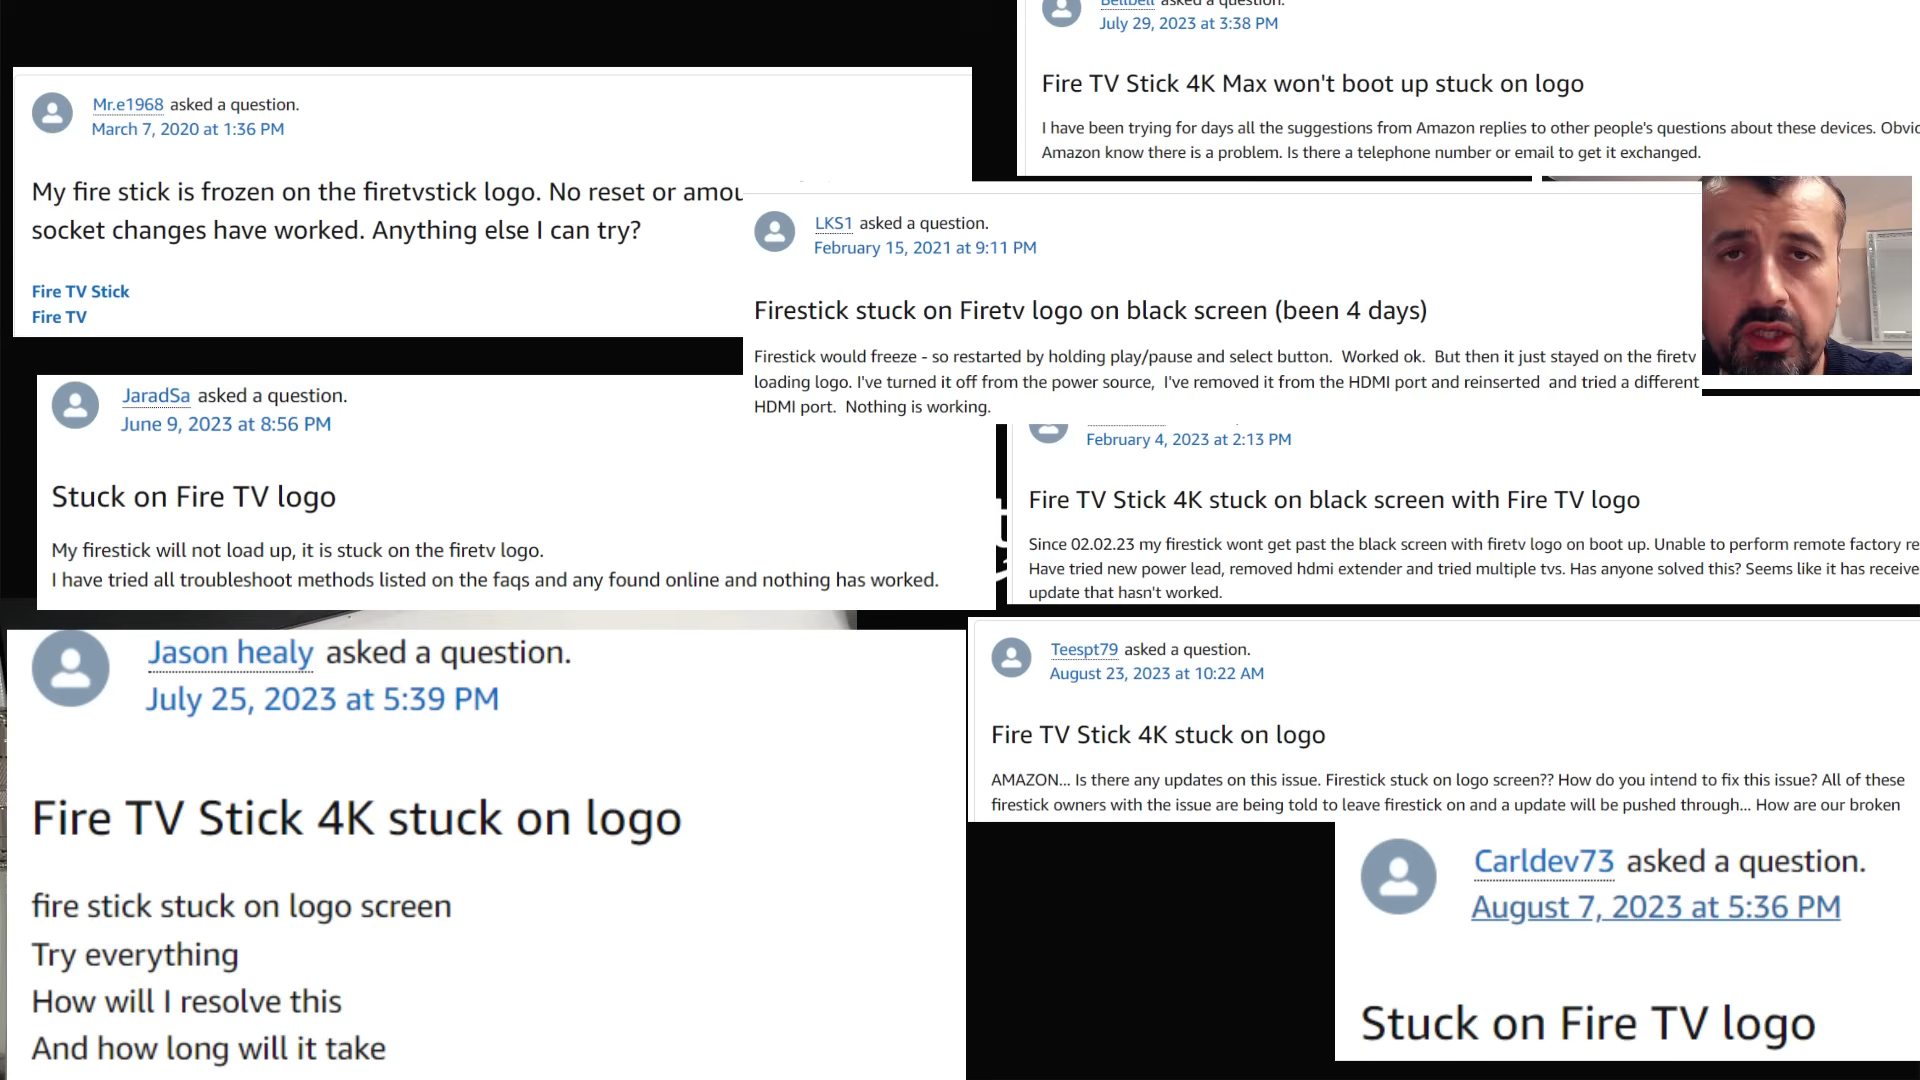 Mr.e1968 asked a question.
March 7, 2020 at 1:36 PM
My fire stick is frozen on the firetvstick logo. No reset or amou
socket changes have worked. Anything else I can try?
Fire TV Stick
Fire TV
Bellbell asked a question.
July 29, 2023 at 3:38 PM
Fire TV Stick 4K Max won't boot up stuck on logo
I have been trying for days all the suggestions from Amazon replies to other people's questions about these devices. Obvic
Amazon know there is a problem. Is there a telephone number or email to get it exchanged.
LKS1 asked a question.
February 15, 2021 at 9:11 PM
Firestick stuck on Firetv logo on black screen (been 4 days)
Firestick would freeze - so restarted by holding play/pause and select button. Worked ok. But then it just stayed on the firetv
loading logo. I've turned it off from the power source, I've removed it from the HDMI port and reinserted and tried a different
HDMI port. Nothing is working.
JaradSa asked a question.
June 9, 2023 at 8:56 PM
Stuck on Fire TV logo
My firestick will not load up, it is stuck on the firetv logo.
I have tried all troubleshoot methods listed on the faqs and any found online and nothing has worked.
February 4, 2023 at 2:13 PM
Fire TV Stick 4K stuck on black screen with Fire TV logo
Since 02.02.23 my firestick wont get past the black screen with firetv logo on boot up. Unable to perform remote factory re
Have tried new power lead, removed hdmi extender and tried multiple tvs. Has anyone solved this? Seems like it has receive
update that hasn't worked.
Jason healy asked a question.
July 25, 2023 at 5:39 PM
Fire TV Stick 4K stuck on logo
fire stick stuck on logo screen
Try everything
How will I resolve this
And how long will it take
Teespt79 asked a question.
August 23, 2023 at 10:22 AM
Fire TV Stick 4K stuck on logo
AMAZON... Is there any updates on this issue. Firestick stuck on logo screen?? How do you intend to fix this issue? All of these
firestick owners with the issue are being told to leave firestick on and a update will be pushed through... How are our broken
Carldev73 asked a question.
August 7, 2023 at 5:36 PM
Stuck on Fire TV logo